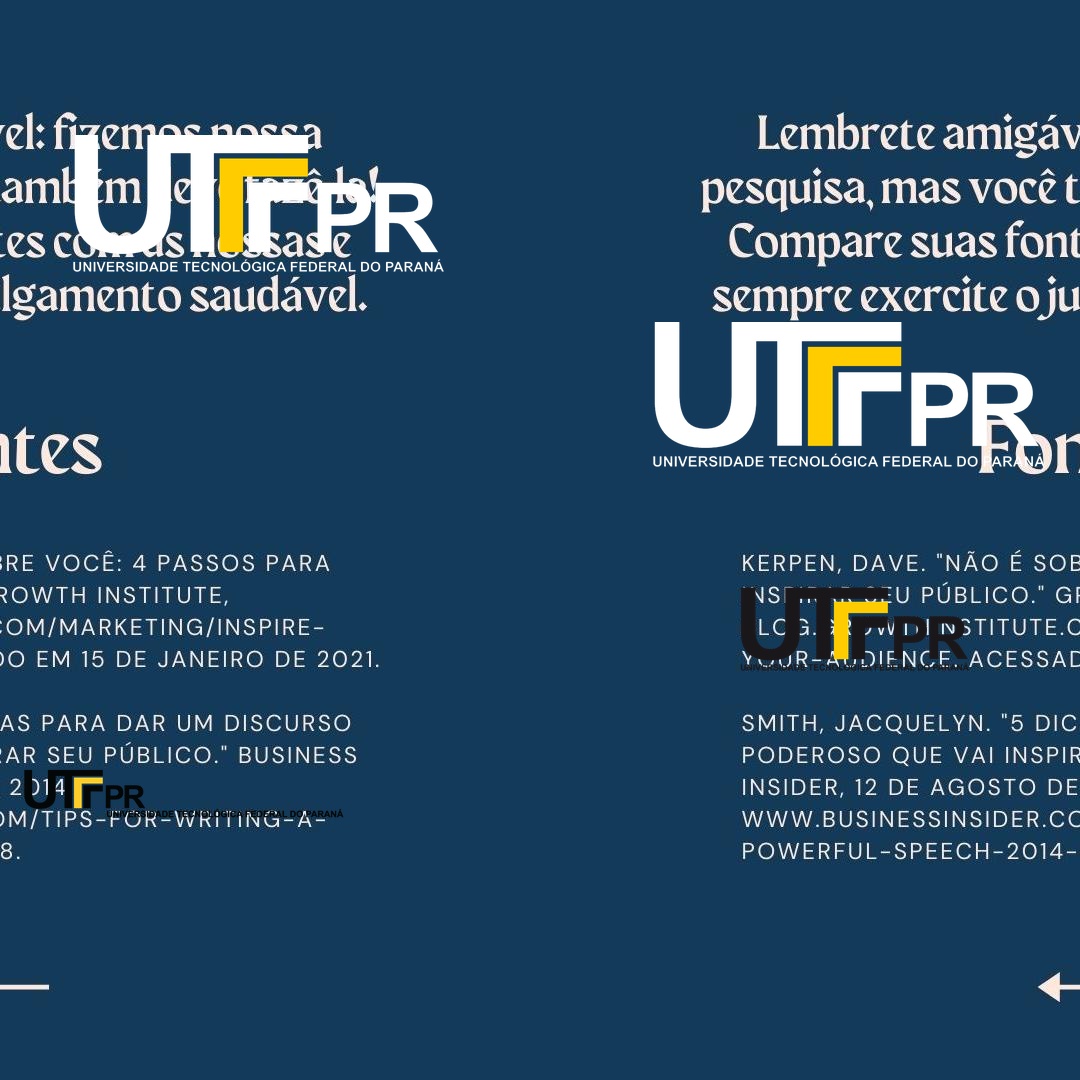 vel: fizemos nossa
também deve fazê-lo!
tes com as nossas e
lgamento saudável.
UTFPR
UNIVERSIDADE TECNOLÓGICA FEDERAL DO PARANÁ
ntes
BRE VOCÊ: 4 PASSOS PARA
ROWTH INSTITUTE,
COM/MARKETING/INSPIRE-
DO EM 15 DE JANEIRO DE 2021.
AS PARA DAR UM DISCURSO
RAR SEU PÚBLICO." BUSINESS
2014
UTFPR
UNIVERSIDADE TECNOLÓGICA FEDERAL DO PARANÁ
OM/TIPS-FOR-WRITING-A-
8.
Lembrete amigáv
pesquisa, mas você t
Compare suas font
sempre exercite o ju
UTFPR
UNIVERSIDADE TECNOLÓGICA FEDERAL DO PARANÁ
Fon
KERPEN, DAVE. "NÃO É SOB
INSPIRAR SEU PÚBLICO." GR
BLOG.GROWTHINSTITUTE.C
YOUR-AUDIENCE. ACESSAD
UTFPR
UNIVERSIDADE TECNOLÓGICA FEDERAL DO PARANÁ
SMITH, JACQUELYN. "5 DIC
PODEROSO QUE VAI INSPIR
INSIDER, 12 DE AGOSTO DE
WWW.BUSINESSINSIDER.CO
POWERFUL-SPEECH-2014-